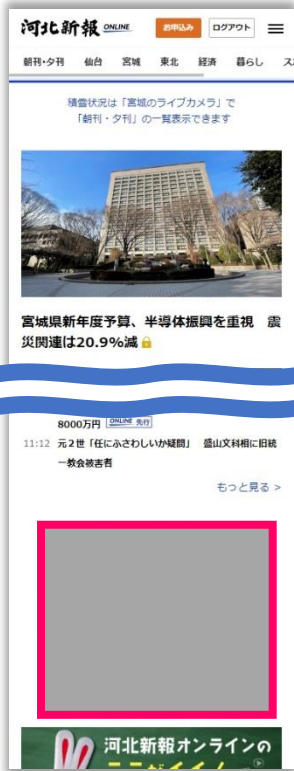 河北新報 ONLINE お申込み ログアウト
朝刊・夕刊 仙台 宮城 東北 経済 暮らし
積雪状況は「宮城のライブカメラ」で
「朝刊・夕刊」の一覧表示できます
宮城県新年度予算、半導体振興を重視 震
災関連は20.9%減
8000万円 ONLINE 先行
11:12 元2世「任にふさわしいか疑問」 盛山文科相に旧統
一教会被害者
もっと見る >
河北新報オンラインの